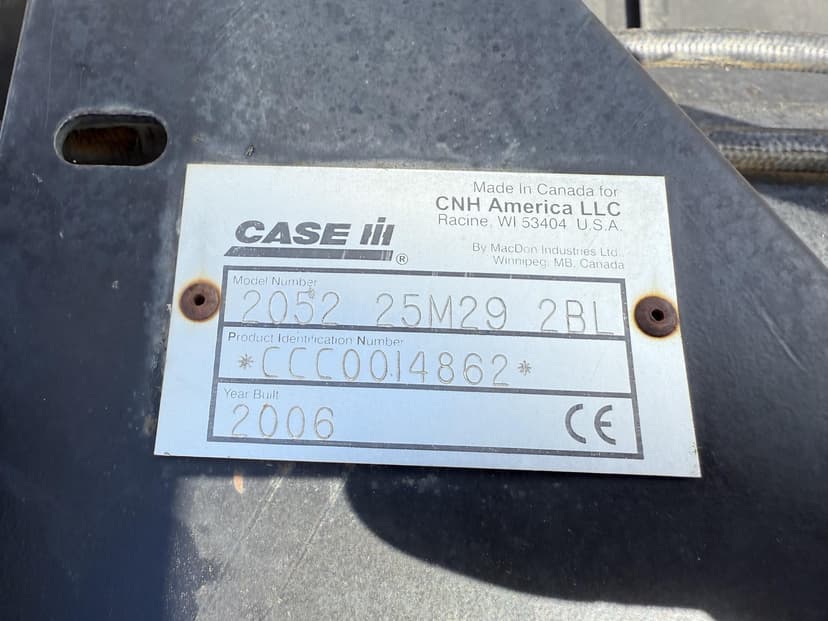 Made In Canada for
CNH America LLC
Racine, WI 53404 U.S.A.
CASE IH
®
By MacDon Industries Ltd.,
Winnipeg, MB, Canada
Model Number
2052 25M29 2BL
Product Identification Number
*CCC0014862*
Year Built
2006
CE